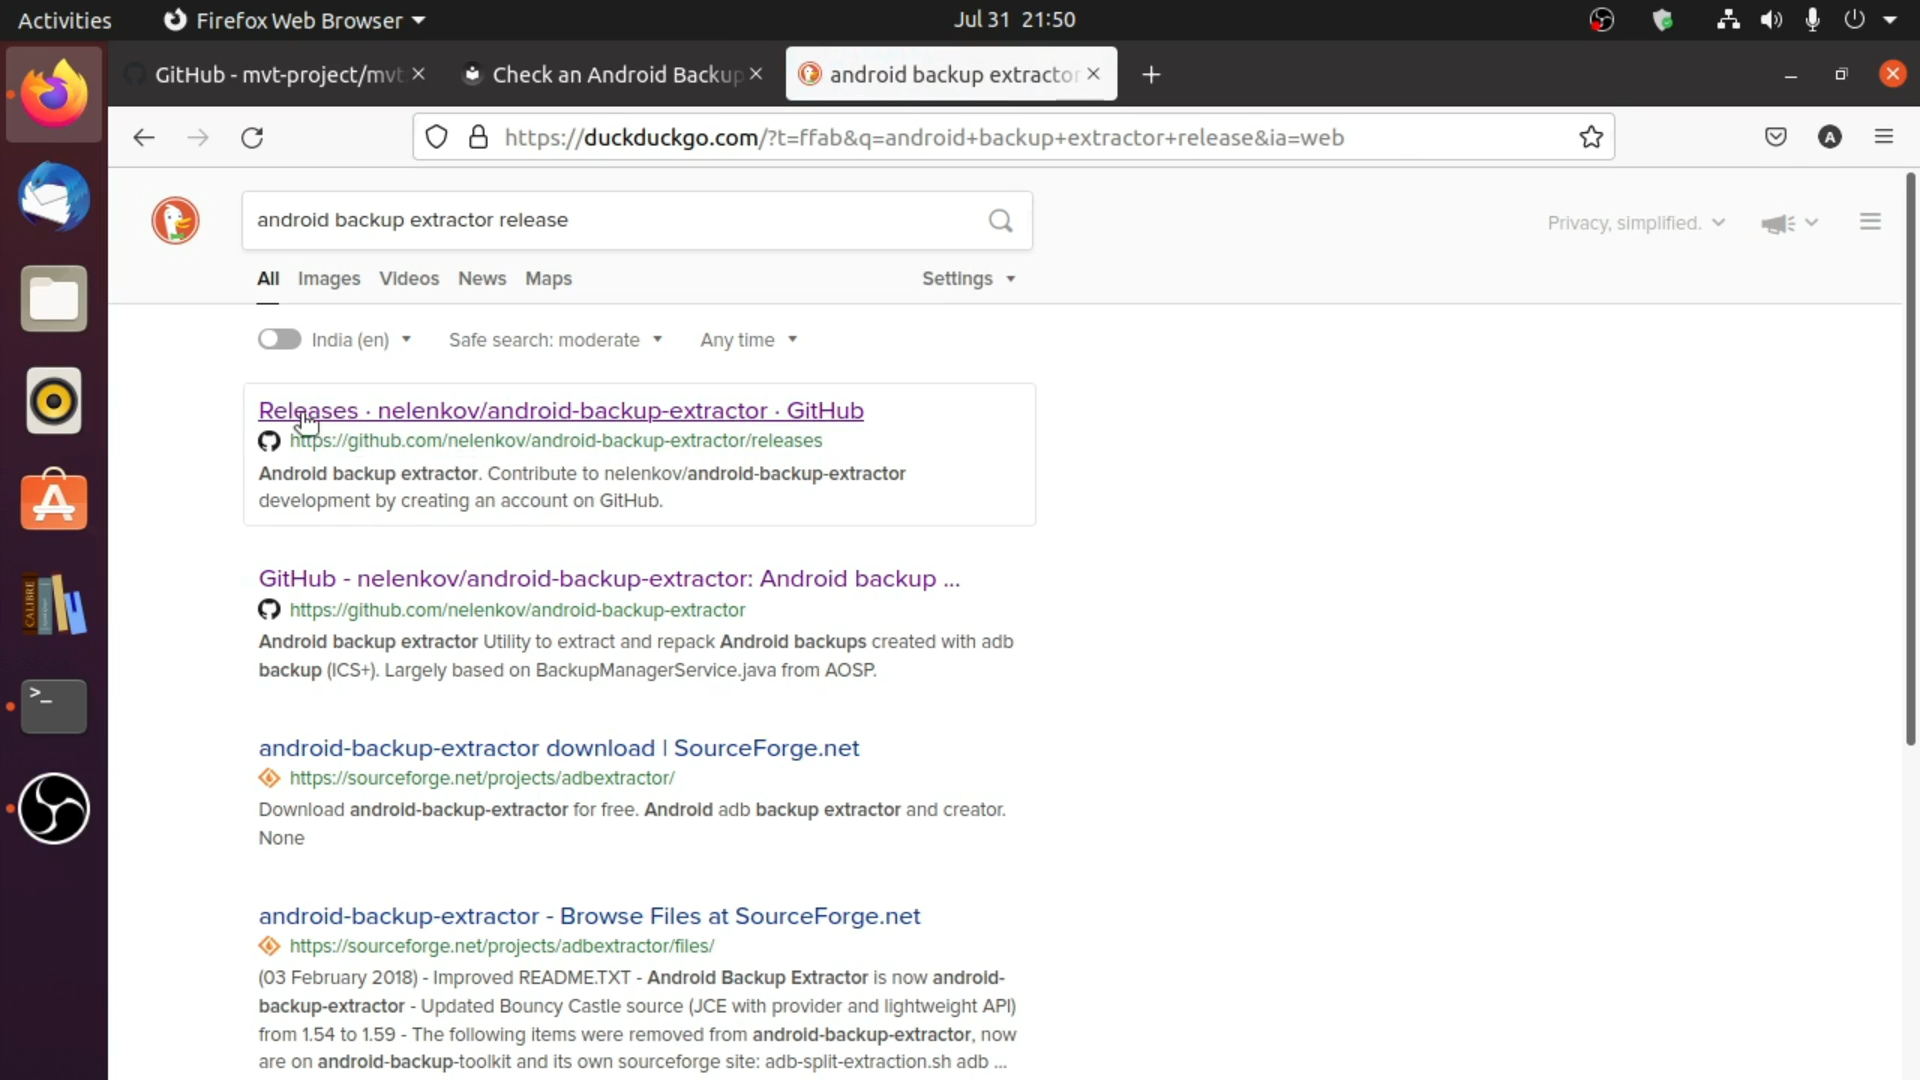 Activities
Firefox Web Browser
Jul 31 21:50
GitHub - mvt-project/mvt
Check an Android Backup
android backup extractor
https://duckduckgo.com/?t=ffab&q=android+backup+extractor+release&ia=web
A
android backup extractor release
Privacy, simplified.
All Images Videos News Maps
Settings
India (en)
Safe search: moderate
Any time
Releases · nelenkov/android-backup-extractor · GitHub
https://github.com/nelenkov/android-backup-extractor/releases
Android backup extractor. Contribute to nelenkov/android-backup-extractor
development by creating an account on GitHub.
GitHub - nelenkov/android-backup-extractor: Android backup ...
https://github.com/nelenkov/android-backup-extractor
Android backup extractor Utility to extract and repack Android backups created with adb
backup (ICS+). Largely based on BackupManagerService.java from AOSP.
android-backup-extractor download | SourceForge.net
https://sourceforge.net/projects/adbextractor/
Download android-backup-extractor for free. Android adb backup extractor and creator.
None
android-backup-extractor - Browse Files at SourceForge.net
https://sourceforge.net/projects/adbextractor/files/
(03 February 2018) - Improved README.TXT - Android Backup Extractor is now android-
backup-extractor - Updated Bouncy Castle source (JCE with provider and lightweight API)
from 1.54 to 1.59 - The following items were removed from android-backup-extractor, now
are on android-backup-toolkit and its own sourceforge site: adb-split-extraction.sh adb ...
CALIBRE
>_